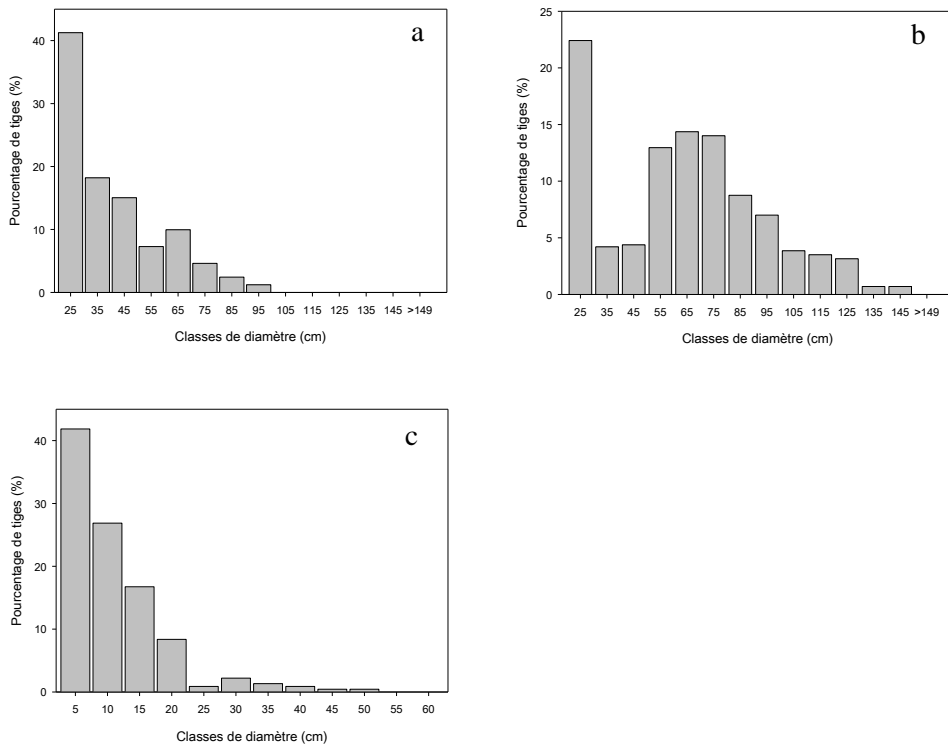 a
Pourcentage de tiges (%)
40
30
20
10
0
25 35 45 55 65 75 85 95 105 115 125 135 145 >149
Classes de diamètre (cm)
b
Pourcentage de tiges (%)
25
20
15
10
5
0
25 35 45 55 65 75 85 95 105 115 125 135 145 >149
Classes de diamètre (cm)
c
Pourcentage de tiges (%)
40
30
20
10
0
5 10 15 20 25 30 35 40 45 50 55 60
Classes de diamètre (cm)